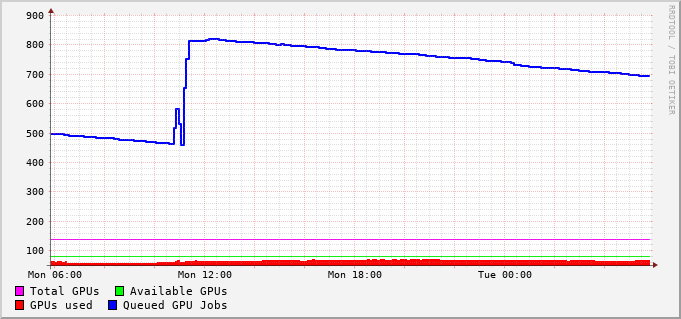 900
800
700
600
500
400
300
200
100
Mon 06:00 Mon 12:00 Mon 18:00 Tue 00:00
Total GPUs Available GPUs
GPUs used Queued GPU Jobs
RRDTOOL / TOBI OETIKER